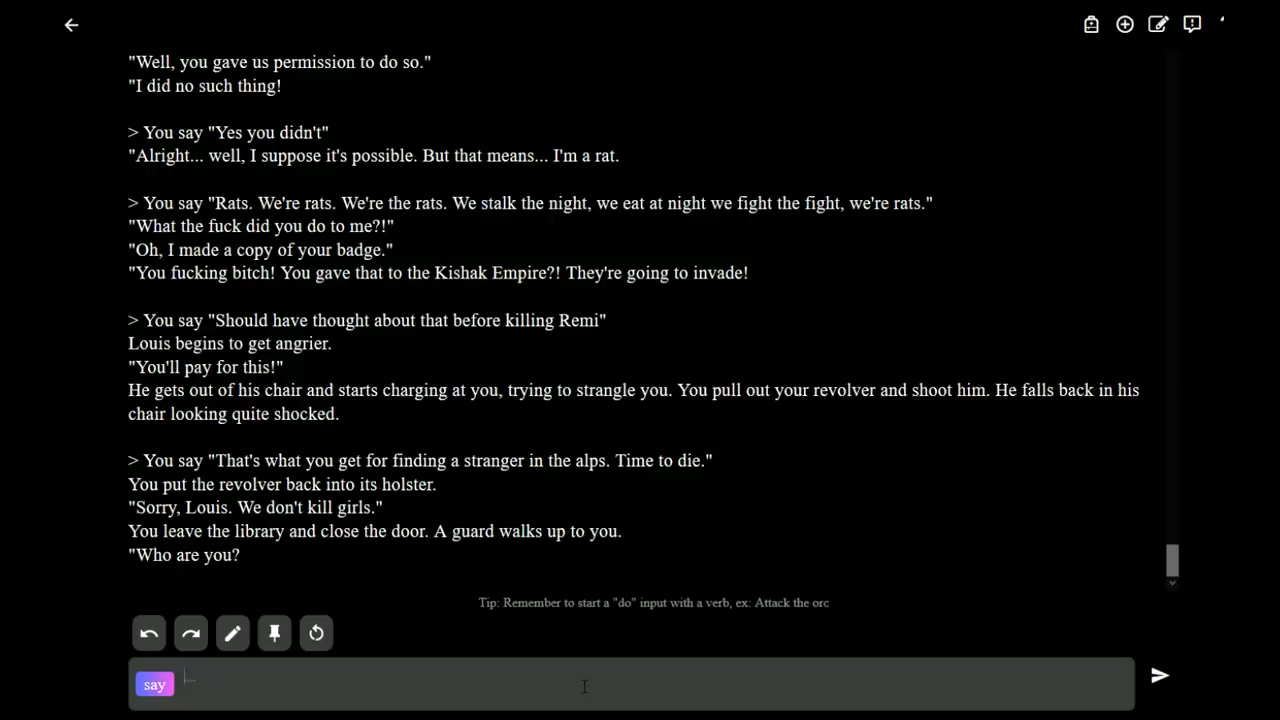 "Well, you gave us permission to do so."
"I did no such thing!
> You say "Yes you didn't"
"Alright... well, I suppose it's possible. But that means... I'm a rat.
> You say "Rats. We're rats. We're the rats. We stalk the night, we eat at night we fight the fight, we're rats."
"What the fuck did you do to me?!"
"Oh, I made a copy of your badge."
"You fucking bitch! You gave that to the Kishak Empire?! They're going to invade!
> You say "Should have thought about that before killing Remi"
Louis begins to get angrier.
"You'll pay for this!"
He gets out of his chair and starts charging at you, trying to strangle you. You pull out your revolver and shoot him. He falls back in his
chair looking quite shocked.
> You say "That's what you get for finding a stranger in the alps. Time to die."
You put the revolver back into its holster.
"Sorry, Louis. We don't kill girls."
You leave the library and close the door. A guard walks up to you.
"Who are you?
Tip: Remember to start a "do" input with a verb, ex: Attack the orc
say